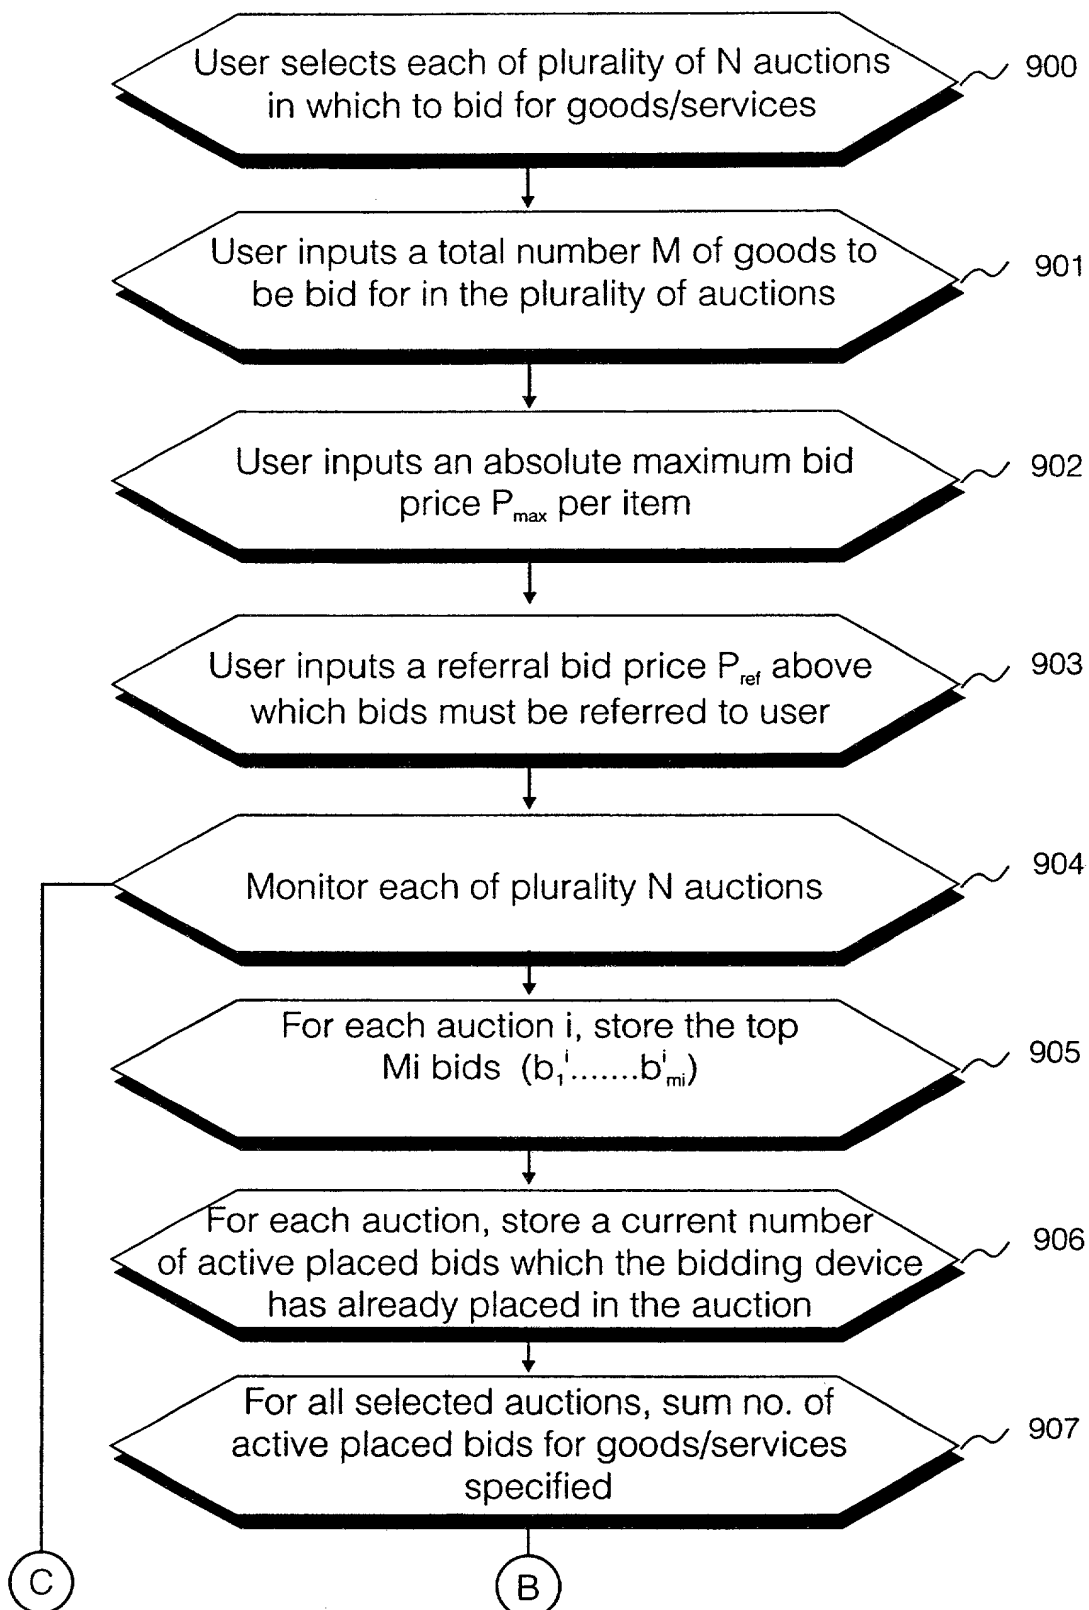 User selects each of plurality of N auctions
in which to bid for goods/services
900
User inputs a total number M of goods to
be bid for in the plurality of auctions
901
User inputs an absolute maximum bid
price Pmax per item
902
User inputs a referral bid price Pref above
which bids must be referred to user
903
Monitor each of plurality N auctions
904
For each auction i, store the top
Mi bids (b₁ⁱ.......bⁱmi)
905
For each auction, store a current number
of active placed bids which the bidding device
has already placed in the auction
906
For all selected auctions, sum no. of
active placed bids for goods/services
specified
907
C
B